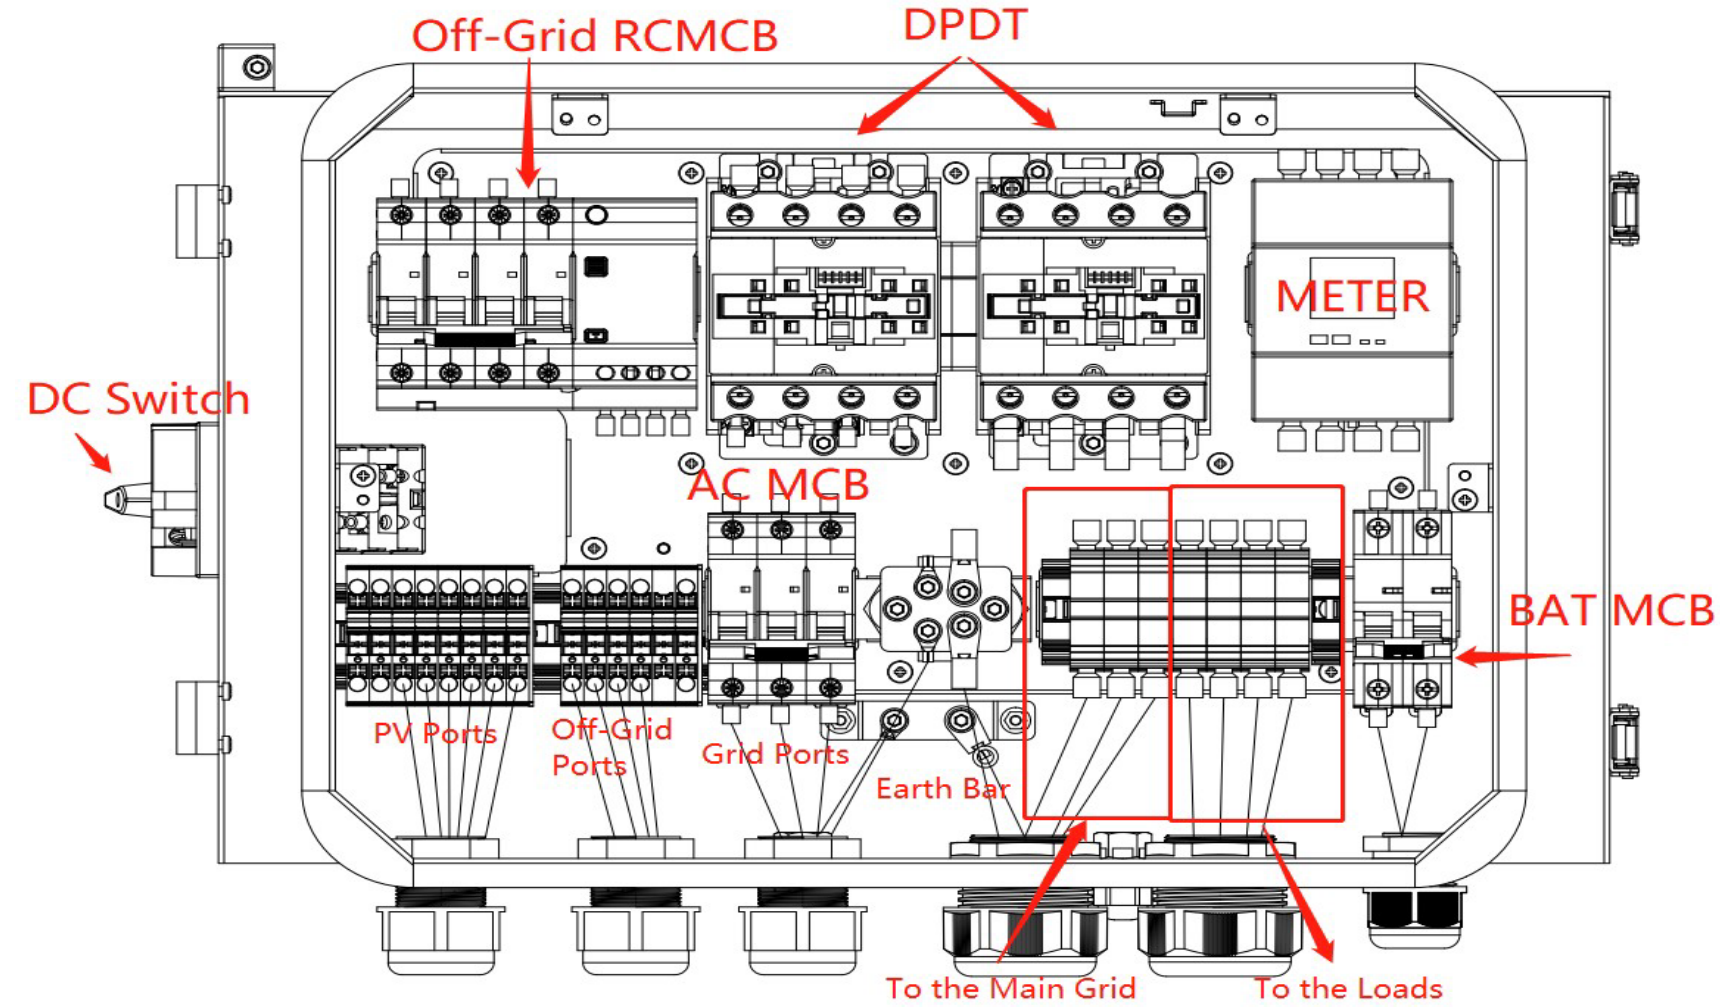 Off-Grid RCMCB
DPDT
METER
DC Switch
AC MCB
BAT MCB
PV Ports
Off-Grid
Ports
Grid Ports
Earth Bar
To the Main Grid
To the Loads